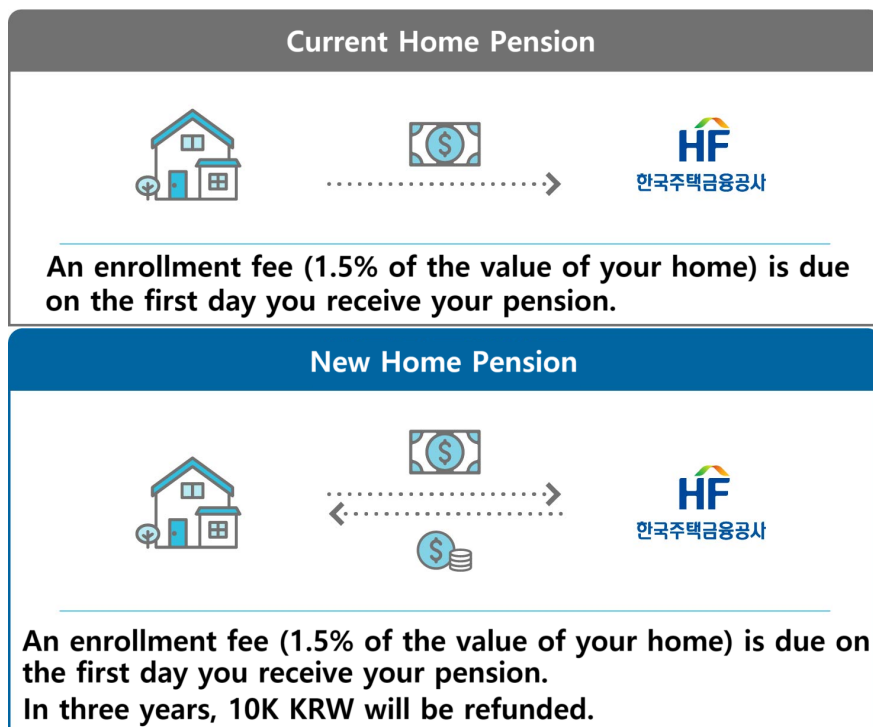 Current Home Pension
$
HF
한국주택금융공사
An enrollment fee (1.5% of the value of your home) is due
on the first day you receive your pension.
New Home Pension
$
HF
한국주택금융공사
$
An enrollment fee (1.5% of the value of your home) is due on
the first day you receive your pension.
In three years, 10K KRW will be refunded.